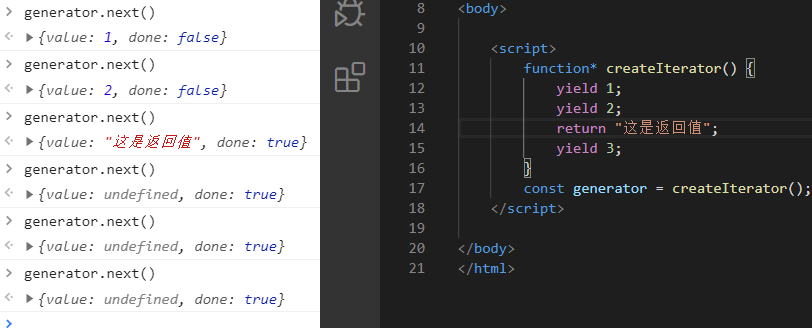 generator.next()
{value: 1, done: false}
generator.next()
{value: 2, done: false}
generator.next()
{value: "这是返回值", done: true}
generator.next()
{value: undefined, done: true}
generator.next()
{value: undefined, done: true}
generator.next()
{value: undefined, done: true}
8 <body>
9
10 <script>
11 function* createIterator() {
12 yield 1;
13 yield 2;
14 return "这是返回值";
15 yield 3;
16 }
17 const generator = createIterator();
18 </script>
19
20 </body>
21 </html>